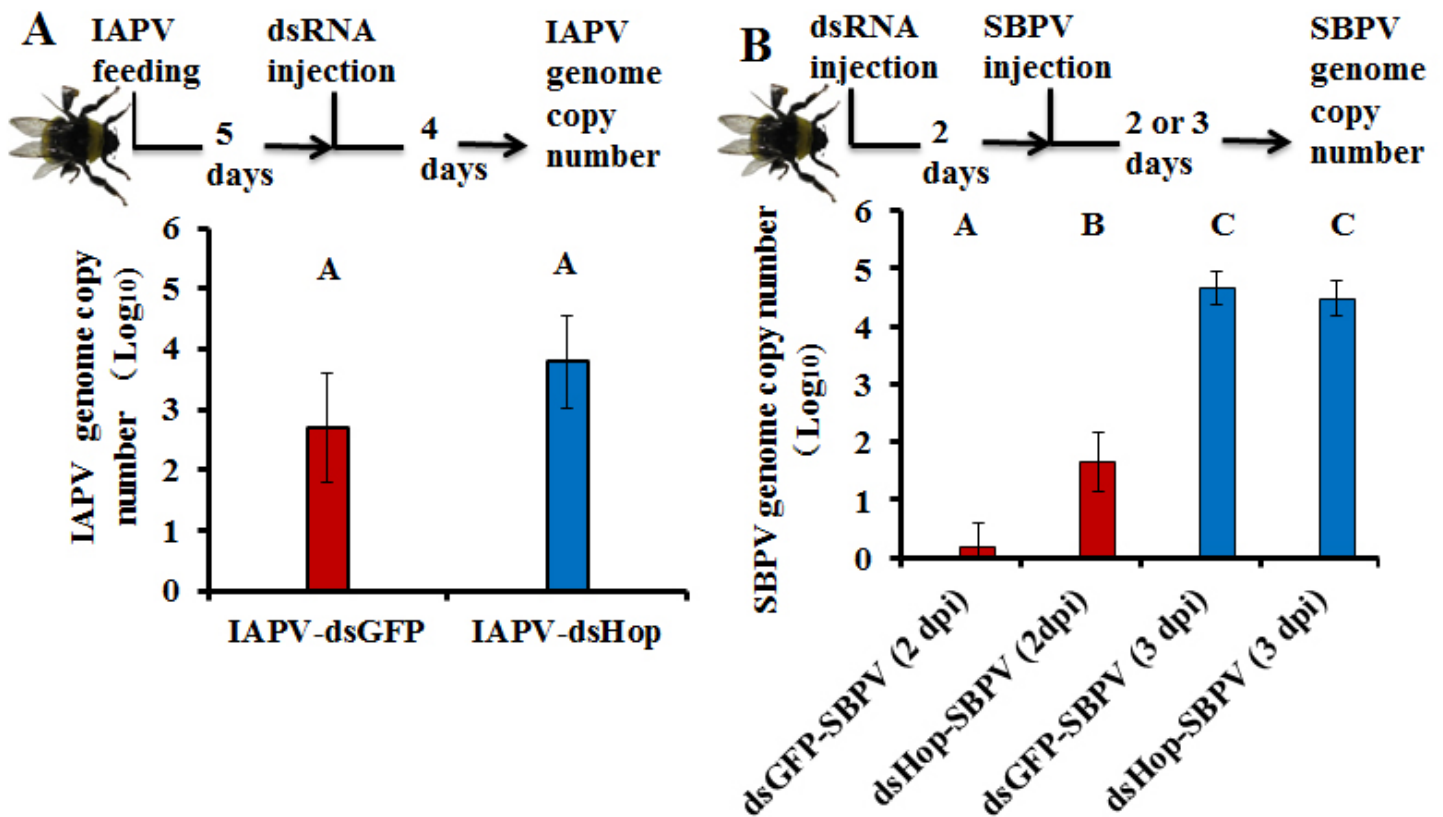 A
IAPV
feeding
5
days
dsRNA
injection
4
days
IAPV
genome
copy
number
IAPV genome copy
number (Log10)
6
5
4
3
2
1
0
A
A
IAPV-dsGFP
IAPV-dsHop
B
dsRNA
injection
2
days
SBPV
injection
2 or 3
days
SBPV
genome
copy
number
SBPV genome copy number
(Log10)
6
5
4
3
2
1
0
A
B
C
C
dsGFP-SBPV (2 dpi)
dsHop-SBPV (2dpi)
dsGFP-SBPV (3 dpi)
dsHop-SBPV (3 dpi)